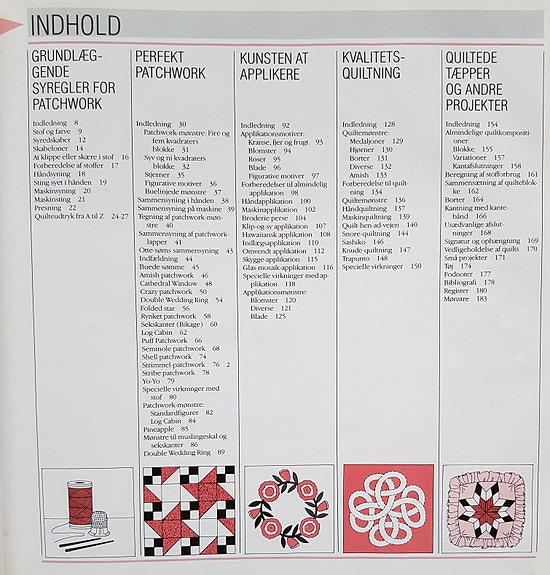 INDHOLD
GRUNDLÆG-
GENDE
SYREGLER FOR
PATCHWORK
Indledning 8
Stof og farve 9
Syredskaber 12
Skabeloner 14
At klippe eller skære i stof 16
Forberedelse af stoffer 17
Håndsyning 18
Sting syet i hånden 19
Maskinsyning 20
Maskinsting 21
Presning 22
Quilteudtryk fra A til Z 24-27
PERFEKT
PATCHWORK
Indledning 30
Patchwork-mønstre: Fire og
fem kvadraters
blokke 31
Syv og ni kvadraters
blokke 32
Stjerner 35
Figurative motiver 36
Buelinjede mønstre 37
Sammensyning i hånden 38
Sammensyning på maskine 39
Tegning af patchwork-møn-
stre 40
Sammensyning af patchwork-
lapper 41
Otte-søms sammensyning 43
Indfældning 44
Buede sømme 45
Amish patchwork 46
Cathedral Window 48
Crazy patchwork 50
Double Wedding Ring 54
Folded star 56
Rynket patchwork 58
Sekskanter (Bikage) 60
Log Cabin 62
Puff Patchwork 66
Seminole patchwork 68
Shell patchwork 74
Strimmel-patchwork 76 2
Stribe patchwork 78
Yo-Yo 79
Specielle virkninger med
stof 80
Patchwork-mønstre:
Standardfigurer 82
Log Cabin 84
Pineapple 85
Mønstre til muslingeskal og
sekskanter 86
Double Wedding Ring 89
KUNSTEN AT
APPLIKERE
Indledning 92
Applikationsmotiver:
Kranse, fjer og frugt 93
Blomster 94
Roser 95
Blade 96
Figurative motiver 97
Forberedelser til almindelig
applikation 98
Håndapplikation 100
Maskinapplikation 102
Broderie perse 104
Klip-og-sy applikation 107
Hawaiiansk applikation 108
Indlægsapplikation 110
Omvendt applikation 112
Skygge-applikation 115
Glas-mosaik-applikation 116
Specielle virkninger med ap-
plikation 118
Applikationsmønstre:
Blomster 120
Diverse 121
Blade 125
KVALITETS-
QUILTNING
Indledning 128
Quiltemønstre:
Medaljoner 129
Hjørner 130
Borter 131
Diverse 132
Amish 133
Forberedelse til quilt-
ning 134
Quiltemønstre 136
Håndquiltning 137
Maskinquiltning 139
Quilt-hen-ad-vejen 140
Snore-quiltning 144
Sashiko 146
Knude-quiltning 147
Trapunto 148
Specielle virkninger 150
QUILTEDE
TÆPPER
OG ANDRE
PROJEKTER
Indledning 154
Almindelige quiltkompositi-
oner:
Blokke 155
Variationer 157
Kantafslutninger 158
Beregning af stofforbrug 161
Sammensætning af quilteblok-
ke 162
Borter 164
Kantning med kante-
bånd 166
Usædvanlige afslut-
ninger 168
Signatur og ophængning 169
Vedligeholdelse af quilts 170
Små projekter 171
Tøj 174
Fodnoter 177
Bibliografi 178
Register 180
Mønstre 183